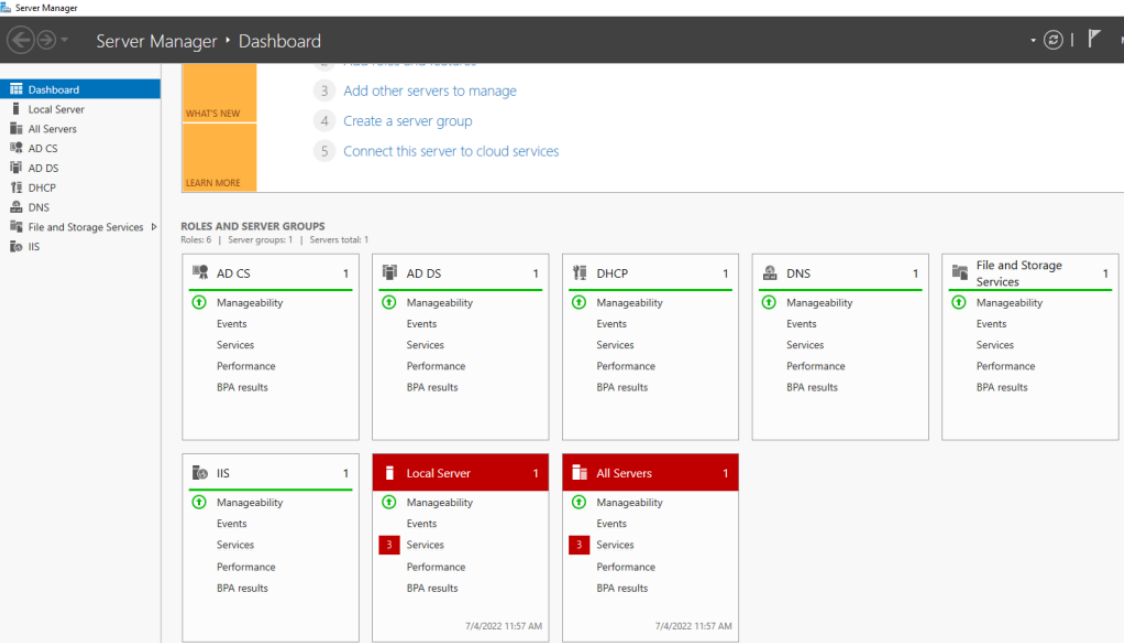 Server Manager
Server Manager • Dashboard
Dashboard
Local Server
All Servers
AD CS
AD DS
DHCP
DNS
File and Storage Services
IIS
WHAT'S NEW
LEARN MORE
2 Add roles and features
3 Add other servers to manage
4 Create a server group
5 Connect this server to cloud services
ROLES AND SERVER GROUPS
Roles: 6 | Server groups: 1 | Servers total: 1
AD CS 1
Manageability
Events
Services
Performance
BPA results
AD DS 1
Manageability
Events
Services
Performance
BPA results
DHCP 1
Manageability
Events
Services
Performance
BPA results
DNS 1
Manageability
Events
Services
Performance
BPA results
File and Storage
Services 1
Manageability
Events
Services
Performance
BPA results
IIS 1
Manageability
Events
Services
Performance
BPA results
Local Server 1
Manageability
Events
3 Services
Performance
BPA results
7/4/2022 11:57 AM
All Servers 1
Manageability
Events
3 Services
Performance
BPA results
7/4/2022 11:57 AM